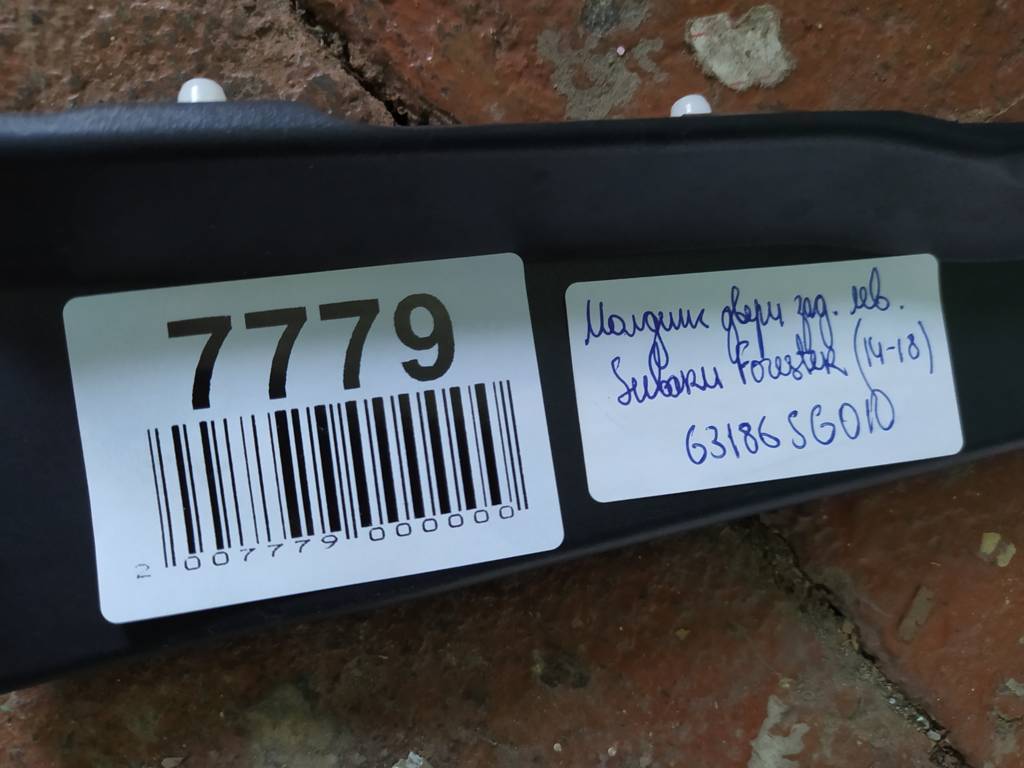 7779
2 007779 000000
Молдинг двери зад. лев.
Subaru Forester (14-18)
63186SG010